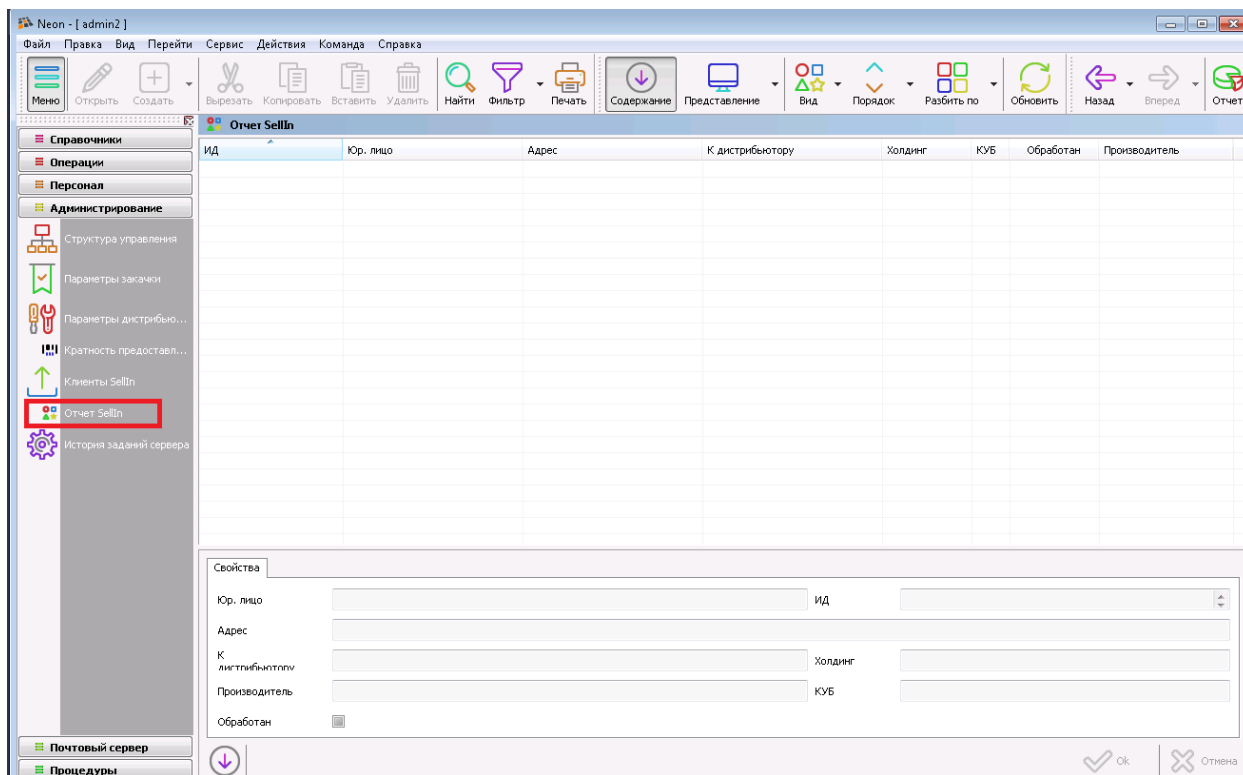 Neon - [ admin2 ]
Файл Правка Вид Перейти Сервис Действия Команда Справка
Меню Открыть Создать Вырезать Копировать Вставить Удалить Найти Фильтр Печать Содержание Представление Вид Порядок Разбить по Обновить Назад Вперед Отчет
Отчет SellIn
Справочники
Операции
Персонал
Администрирование
Структура управления
Параметры закачки
Параметры дистрибью...
Кратность предоставл...
Клиенты SellIn
Отчет SellIn
История заданий сервера
Почтовый сервер
Процедуры
ИД Юр. лицо Адрес К дистрибьютору Холдинг КУБ Обработан Производитель
Свойства
Юр. лицо ИД
Адрес
К дистрибьютору Холдинг
Производитель КУБ
Обработан
Ok Отмена